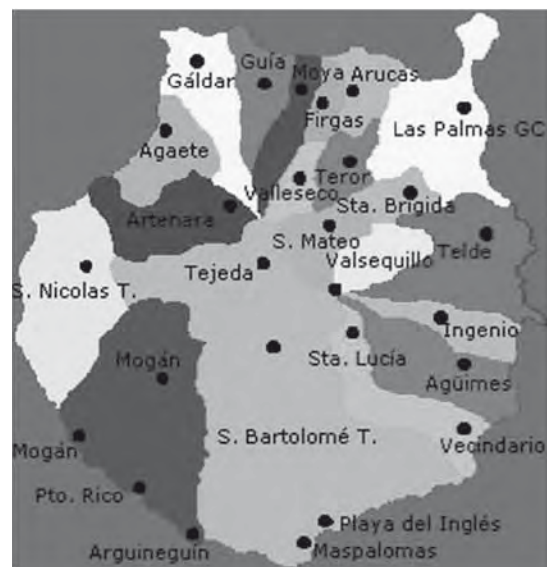 Guía
Moya Arucas
Gáldar
Firgas
Las Palmas GC
Agaete
Teror
Valleseco
Sta. Brígida
Artenara
S. Mateo
Telde
Valsequillo
Tejeda
S. Nicolas T.
Ingenio
Sta. Lucía
Mogán
Agüimes
S. Bartolomé T.
Vecindario
Mogán
Pto. Rico
Playa del Inglés
Arguineguín
Maspalomas